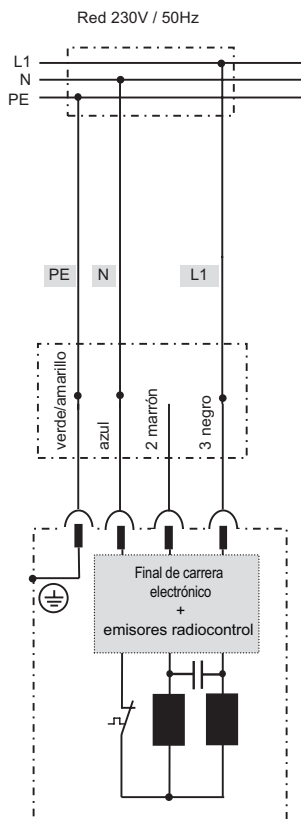 Red 230V / 50Hz
L1
N
PE
PE
N
L1
verde/amarillo
azul
2 marrón
3 negro
Final de carrera
electrónico
+
emisores radiocontrol